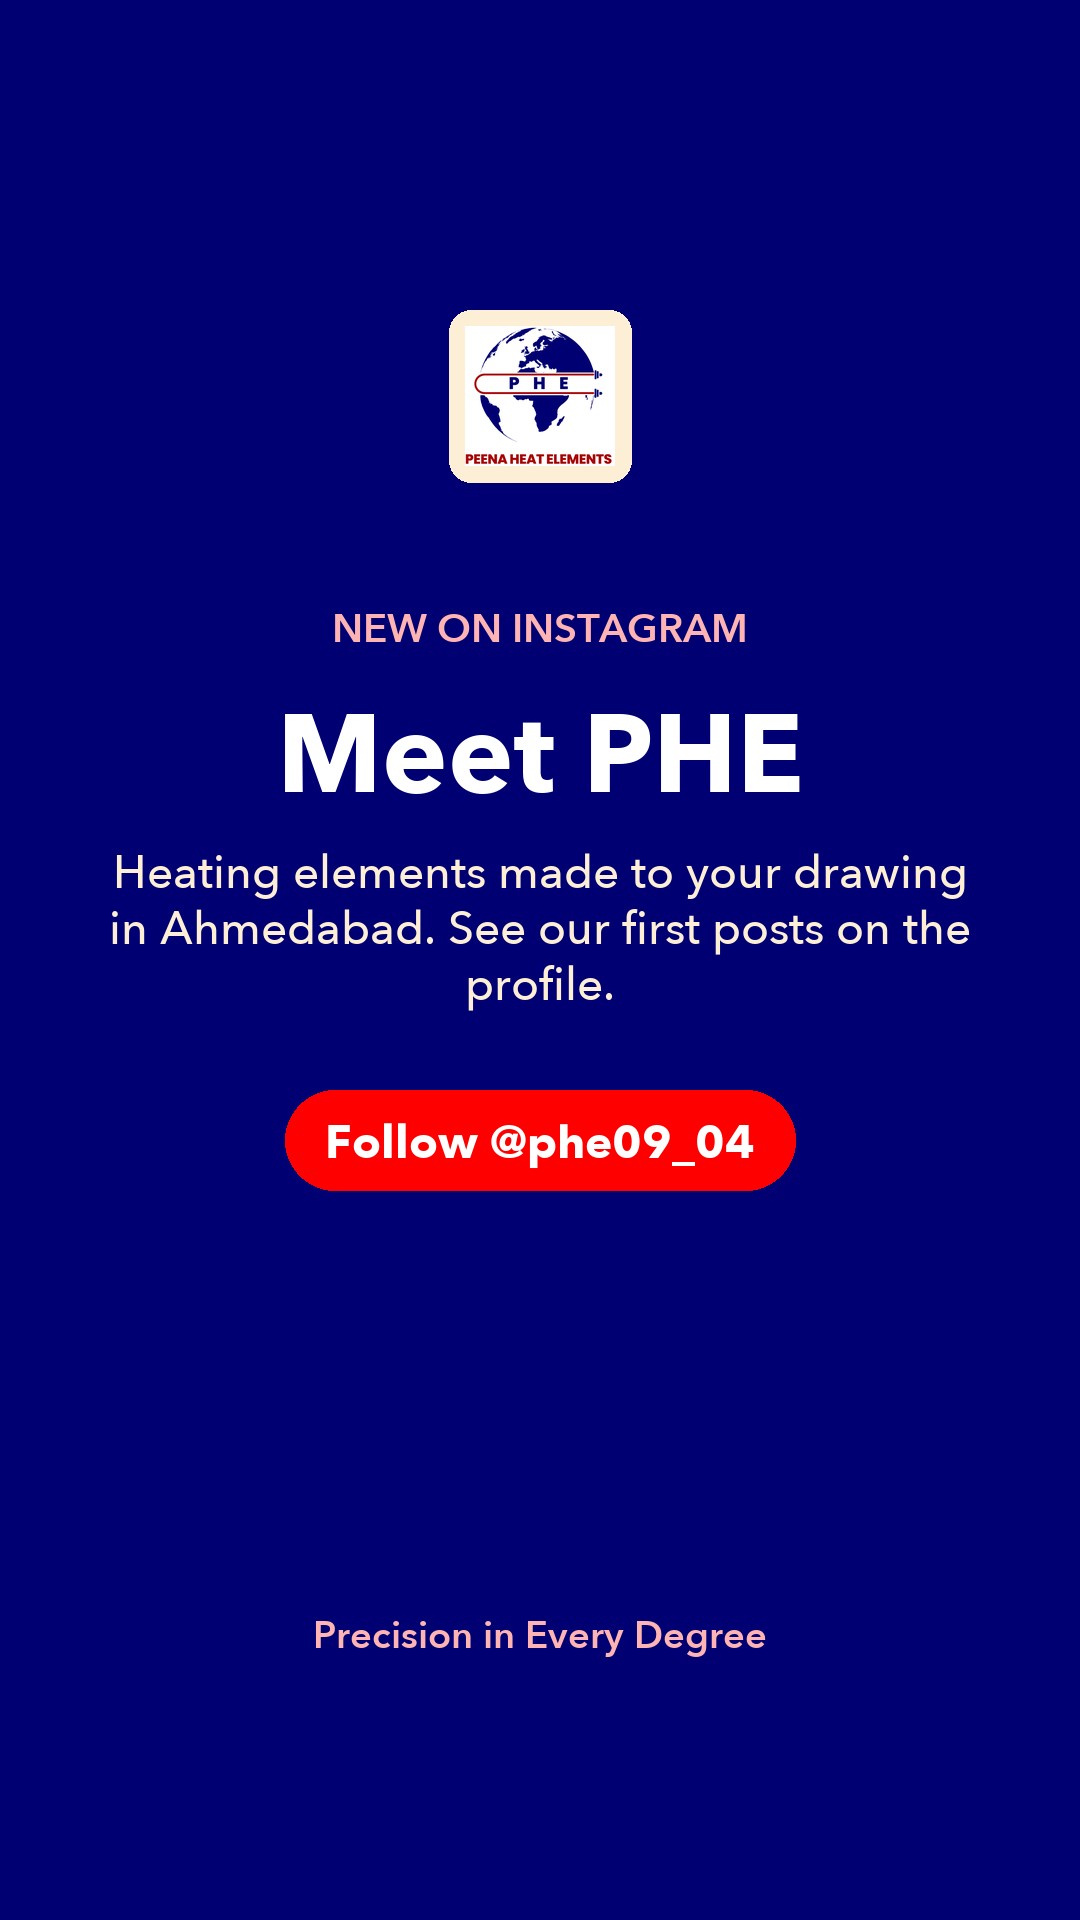 P H E
PEENA HEAT ELEMENTS
NEW ON INSTAGRAM
Meet PHE
Heating elements made to your drawing
in Ahmedabad. See our first posts on the
profile.
Follow @phe09_04
Precision in Every Degree